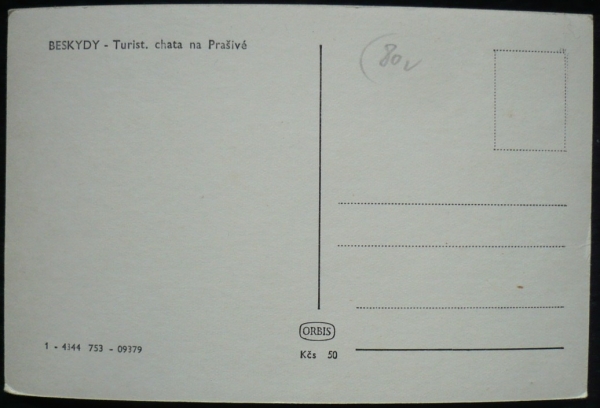 BESKYDY - Turist. chata na Prašivé
80v
ORBIS
Kčs 50
1 - 4344 753 - 09379